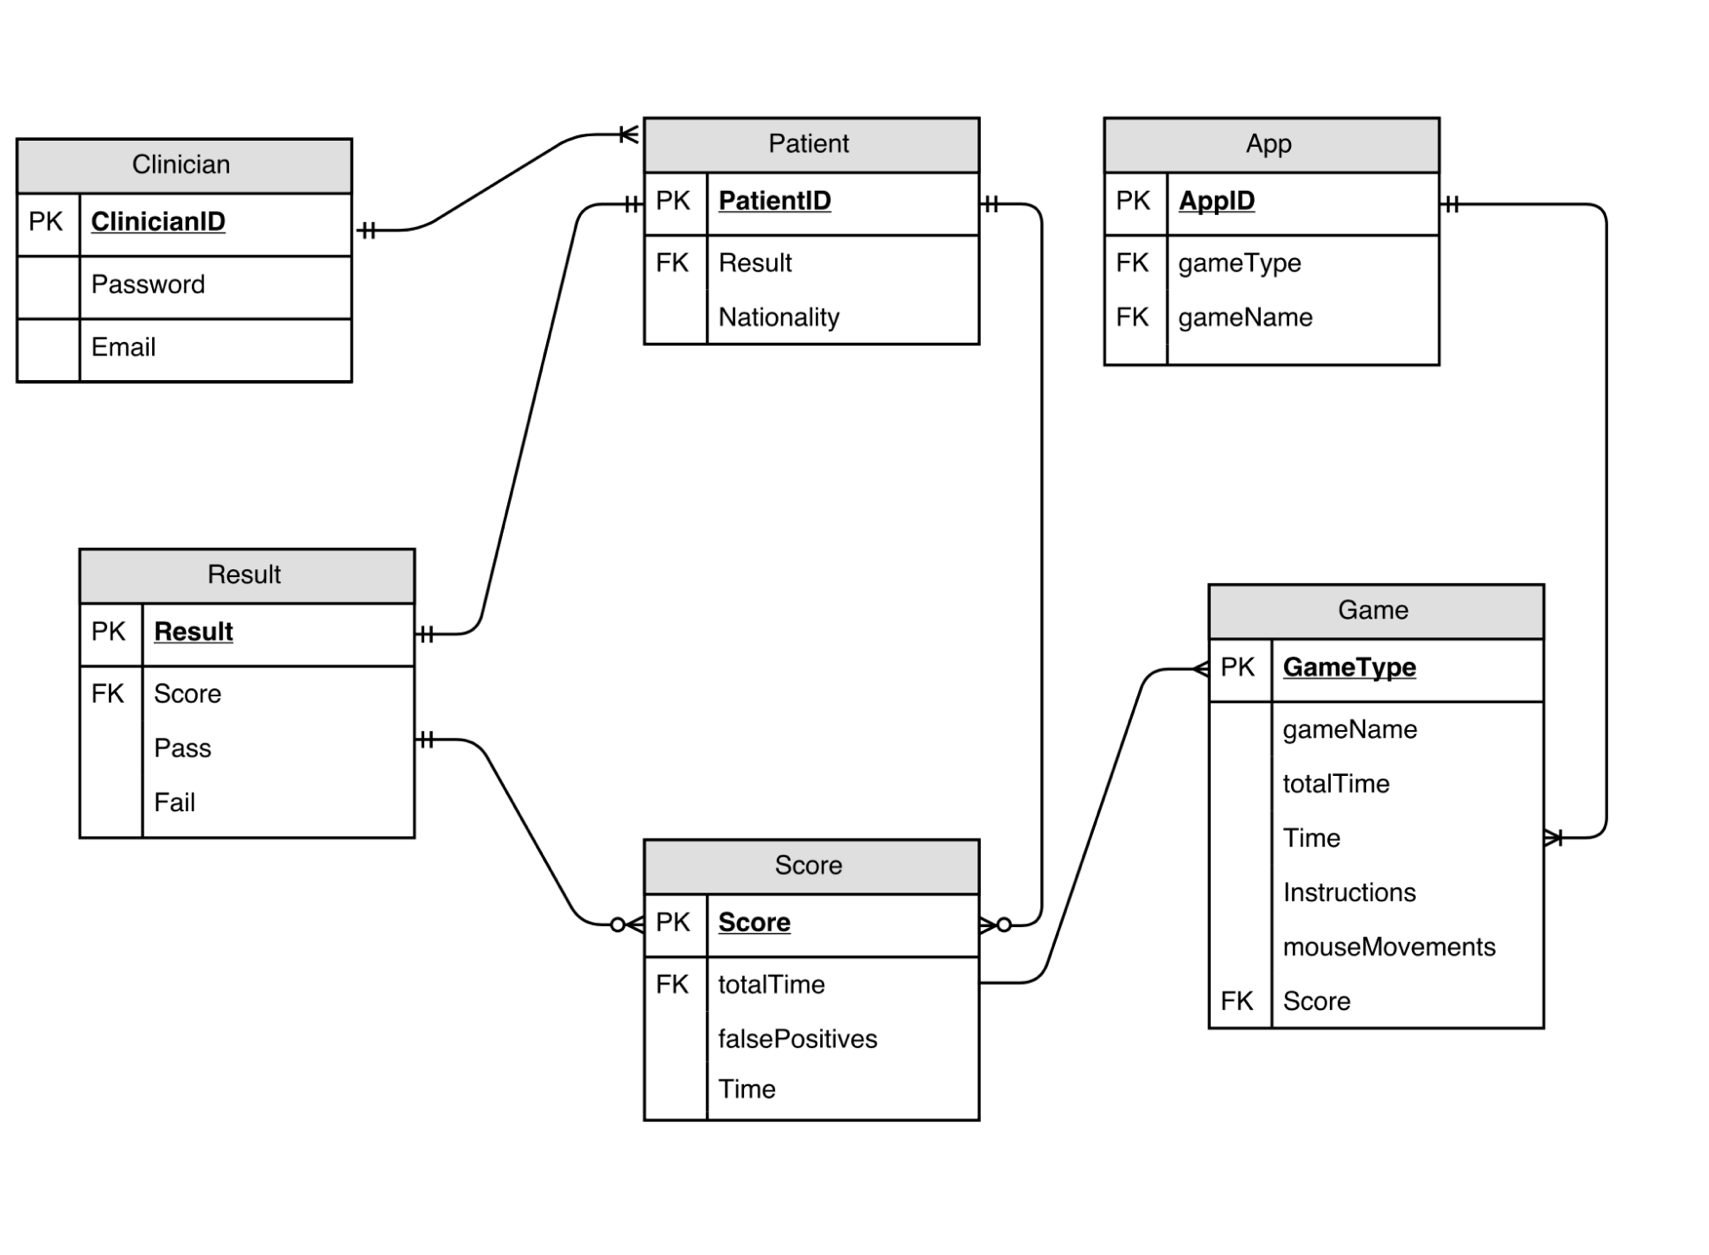 Clinician
PK ClinicianID
Password
Email
Patient
PK PatientID
FK Result
Nationality
App
PK AppID
FK gameType
FK gameName
Result
PK Result
FK Score
Pass
Fail
Score
PK Score
FK totalTime
falsePositives
Time
Game
PK GameType
gameName
totalTime
Time
Instructions
mouseMovements
FK Score